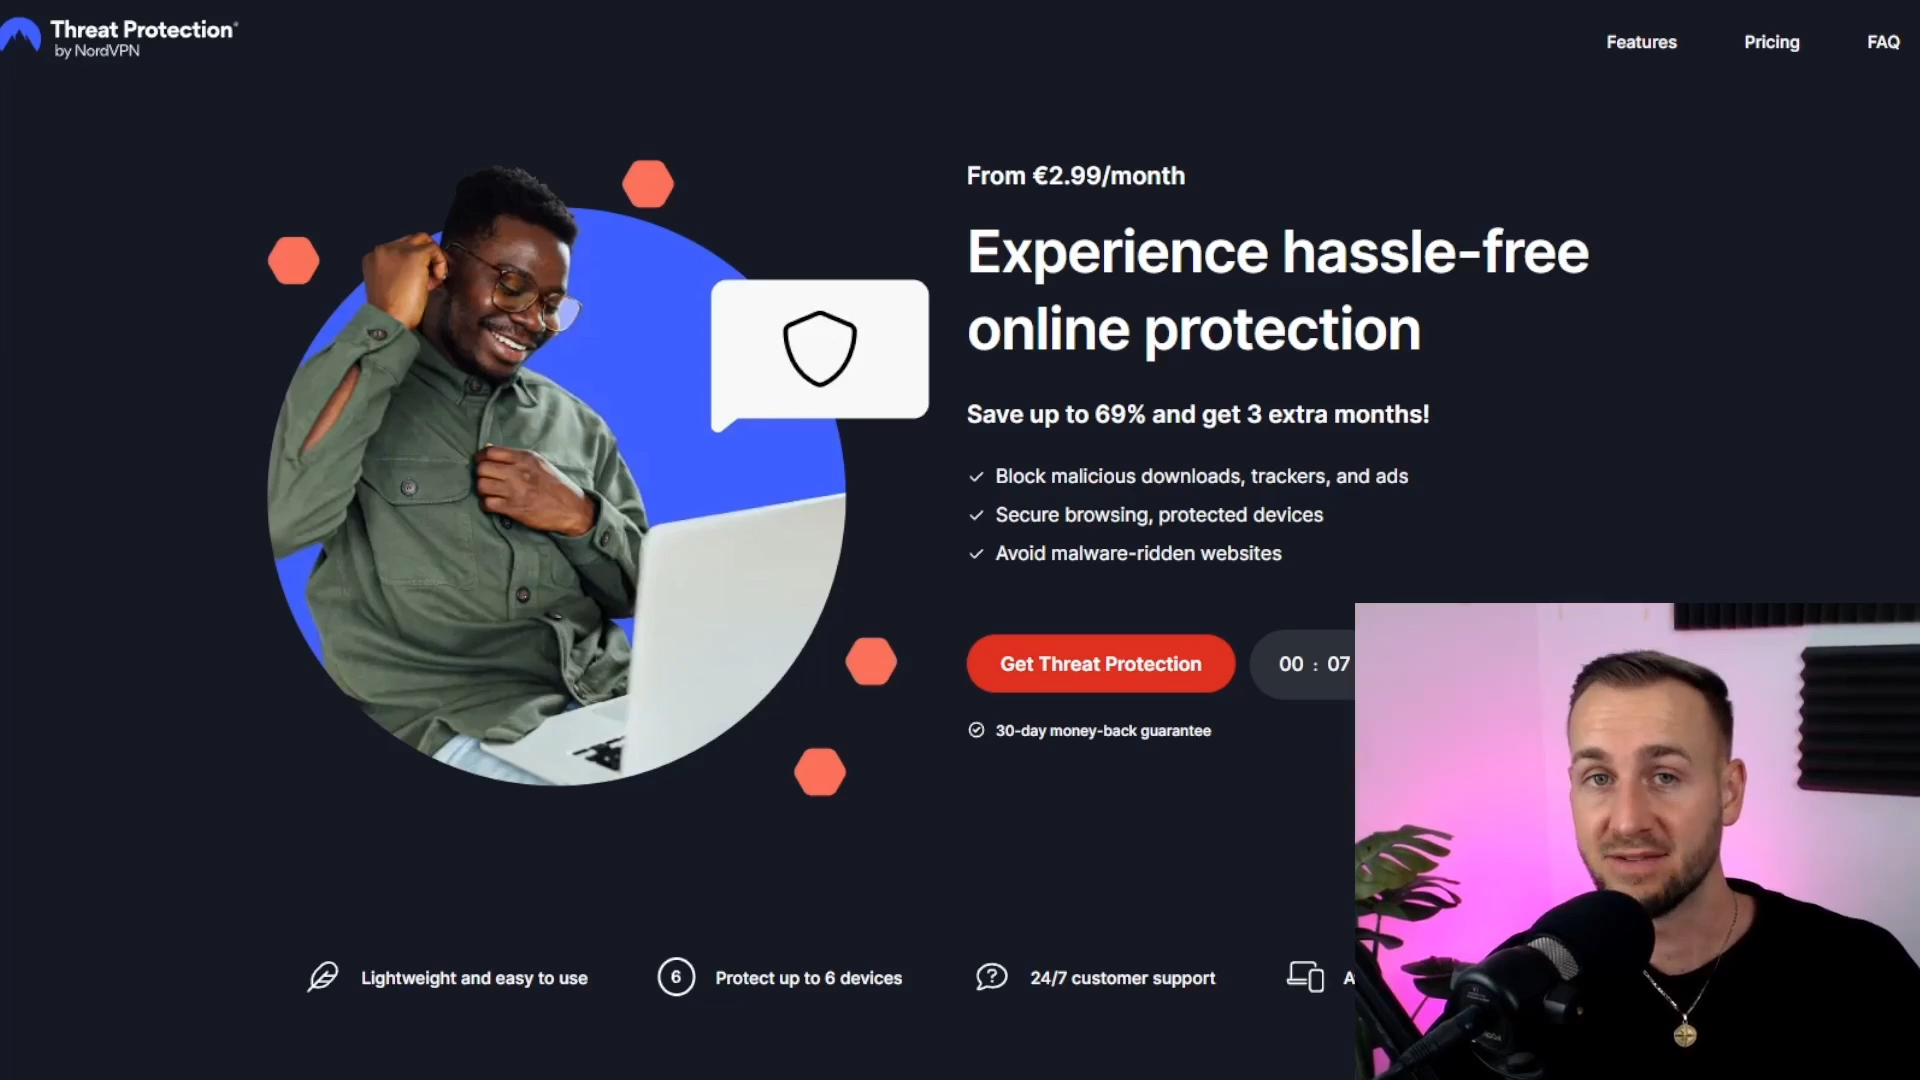 Threat Protection®
by NordVPN
Features
Pricing
FAQ
From €2.99/month
Experience hassle-free
online protection
Save up to 69% and get 3 extra months!
Block malicious downloads, trackers, and ads
Secure browsing, protected devices
Avoid malware-ridden websites
Get Threat Protection
00 : 07
30-day money-back guarantee
Lightweight and easy to use
6
Protect up to 6 devices
?
24/7 customer support
A